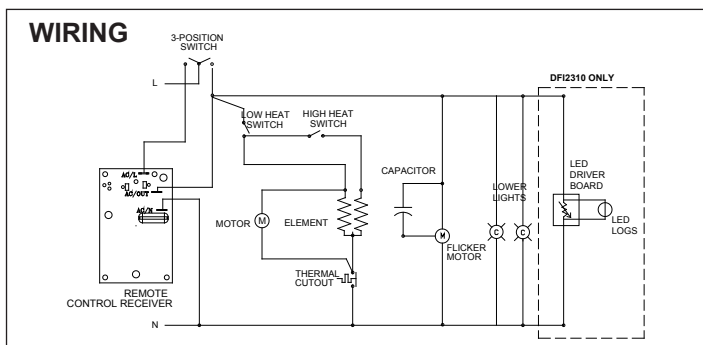 WIRING
3-POSITION
SWITCH
L
DFI2310 ONLY
LOW HEAT
SWITCH
HIGH HEAT
SWITCH
AC/L
AC/OUT
AC/N
CAPACITOR
LOWER
LIGHTS
LED
DRIVER
BOARD
MOTOR
M
ELEMENT
M
FLICKER
MOTOR
C
C
LED
LOGS
THERMAL
CUTOUT
REMOTE
CONTROL RECEIVER
N